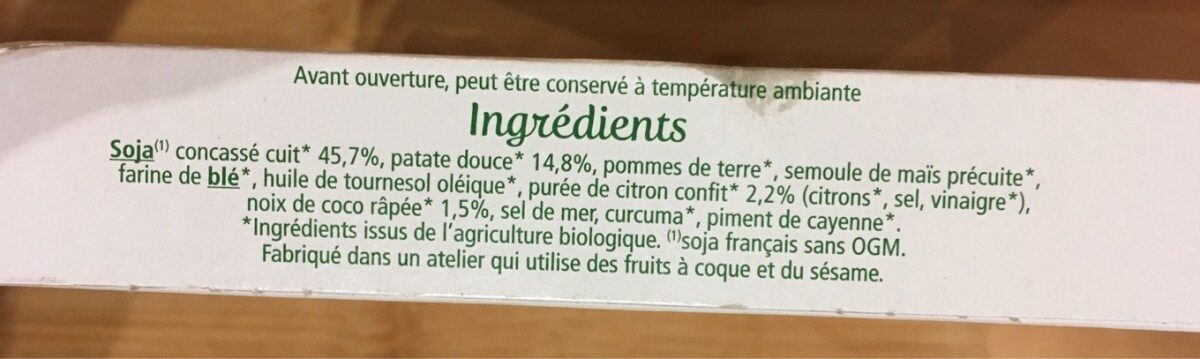 Avant ouverture, peut être conservé à température ambiante
Ingrédients
Soja(1) concassé cuit* 45,7%, patate douce* 14,8%, pommes de terre*, semoule de maïs précuite*,
farine de blé*, huile de tournesol oléique*, purée de citron confit* 2,2% (citrons*, sel, vinaigre*),
noix de coco râpée* 1,5%, sel de mer, curcuma*, piment de cayenne*.
*Ingrédients issus de l'agriculture biologique. (1)soja français sans OGM.
Fabriqué dans un atelier qui utilise des fruits à coque et du sésame.